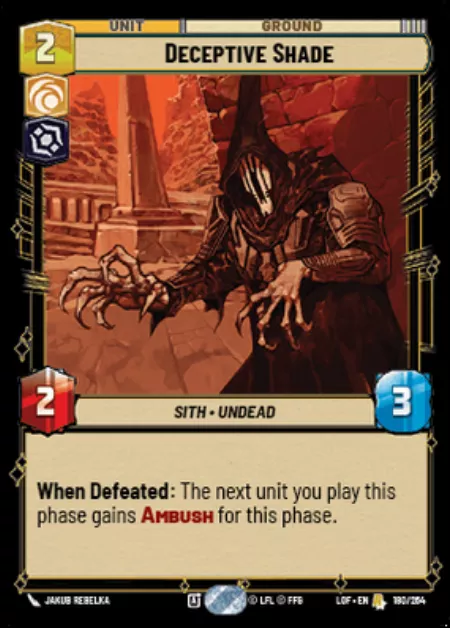 UNIT GROUND
2 DECEPTIVE SHADE
2 SITH • UNDEAD 3
When Defeated: The next unit you play this
phase gains AMBUSH for this phase.
JAKUB REBELKA A © LFL © FFG LOF • EN 180/264